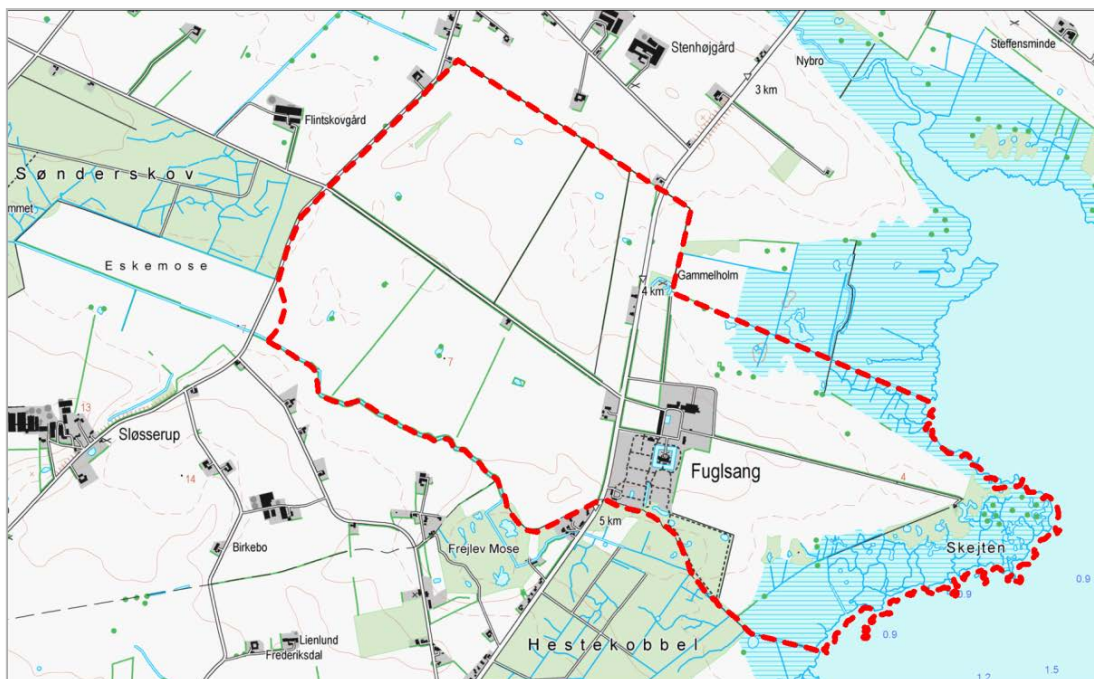 Steffensminde
Nybro
Stenhøjgård
3 km
Flintskovgård
Sønderskov
mmet
Eskemose
Gammelholm
4 km
7
7
13
Sløsserup
14
Fuglsang
4
5 km
Frejlev Mose
Birkebo
Skejten
0.9
0.9
0.9
Hestekobbel
Lienlund
Frederiksdal
1.5
1.2